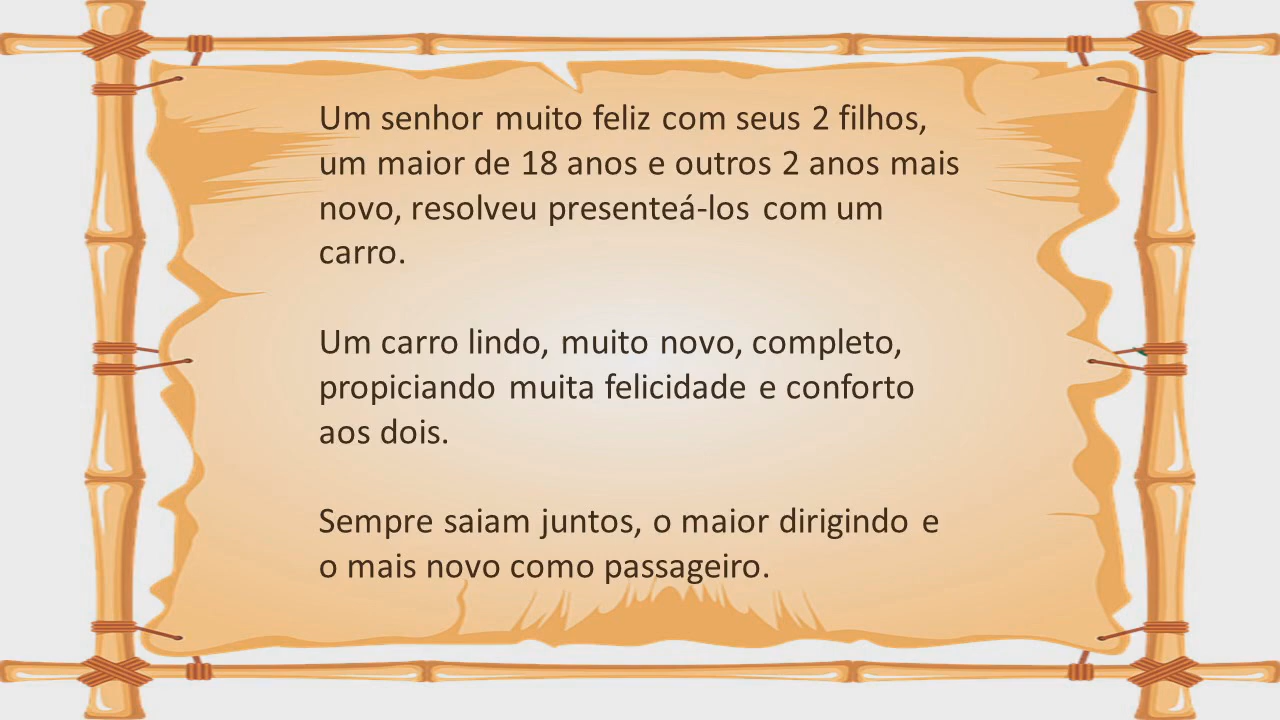 Um senhor muito feliz com seus 2 filhos,
um maior de 18 anos e outros 2 anos mais
novo, resolveu presenteá-los com um
carro.
Um carro lindo, muito novo, completo,
propiciando muita felicidade e conforto
aos dois.
Sempre saiam juntos, o maior dirigindo e
o mais novo como passageiro.